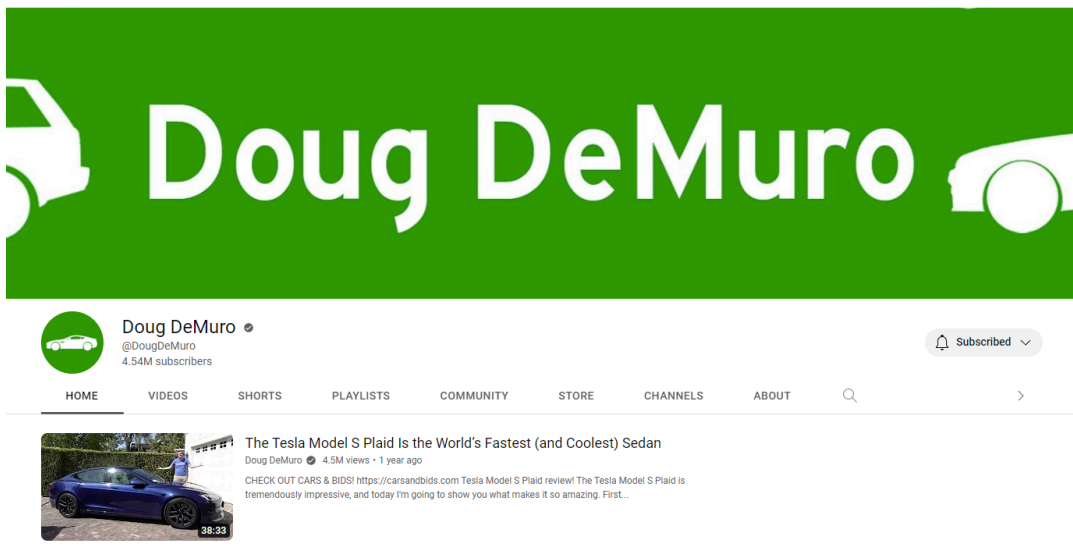 Doug DeMuro
Doug DeMuro
@DougDeMuro
4.54M subscribers
Subscribed
HOME VIDEOS SHORTS PLAYLISTS COMMUNITY STORE CHANNELS ABOUT
The Tesla Model S Plaid Is the World’s Fastest (and Coolest) Sedan
Doug DeMuro 4.5M views • 1 year ago
CHECK OUT CARS & BIDS! https://carsandbids.com Tesla Model S Plaid review! The Tesla Model S Plaid is
tremendously impressive, and today I'm going to show you what makes it so amazing. First...
38:33